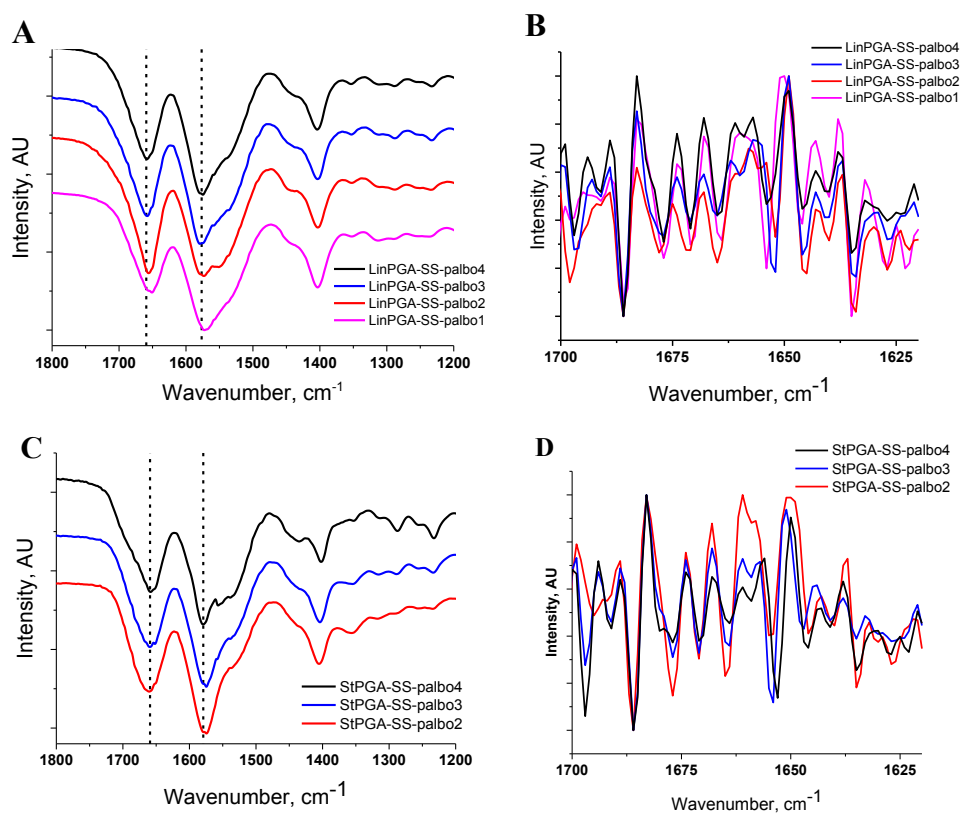 A
Intensity, AU
LinPGA-SS-palbo4
LinPGA-SS-palbo3
LinPGA-SS-palbo2
LinPGA-SS-palbo1
1800 1700 1600 1500 1400 1300 1200
Wavenumber, cm-1
B
Intensity, AU
LinPGA-SS-palbo4
LinPGA-SS-palbo3
LinPGA-SS-palbo2
LinPGA-SS-palbo1
1700 1675 1650 1625
Wavenumber, cm-1
C
Intensity, AU
StPGA-SS-palbo4
StPGA-SS-palbo3
StPGA-SS-palbo2
1800 1700 1600 1500 1400 1300 1200
Wavenumber, cm-1
D
Intensity, AU
StPGA-SS-palbo4
StPGA-SS-palbo3
StPGA-SS-palbo2
1700 1675 1650 1625
Wavenumber, cm-1